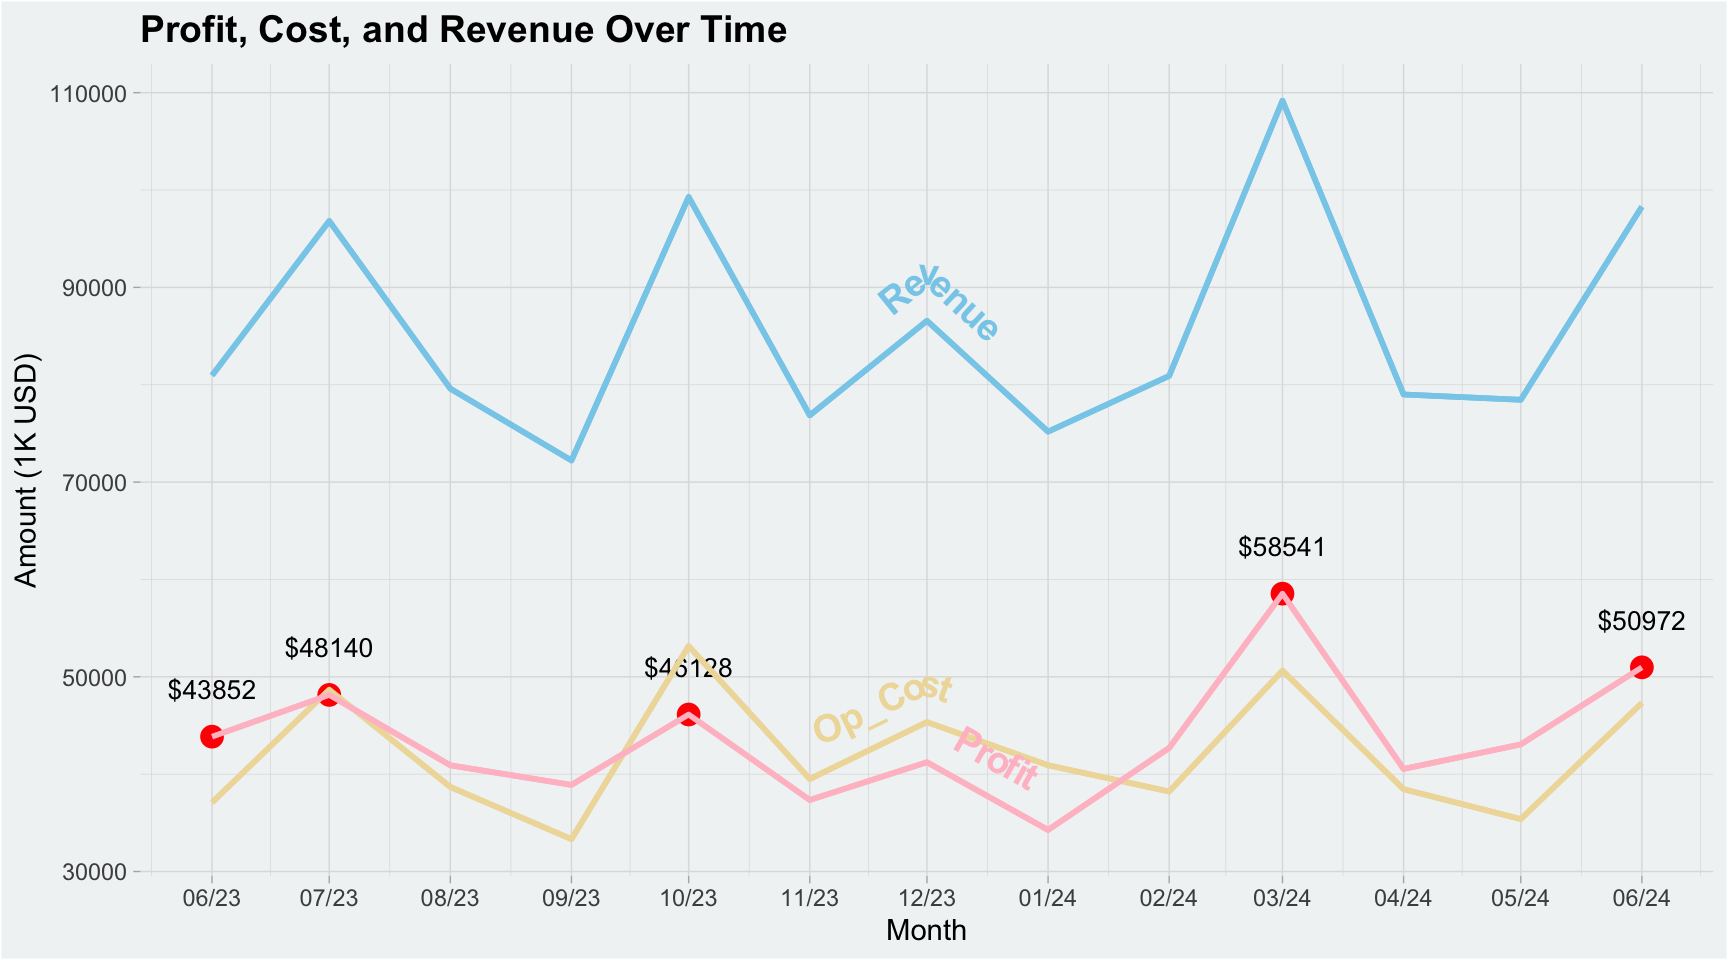 Profit, Cost, and Revenue Over Time
110000
90000
70000
50000
30000
Amount (1K USD)
Revenue
$58541
$50972
$48140
$46128
$43852
Op_Cost
Profit
06/23 07/23 08/23 09/23 10/23 11/23 12/23 01/24 02/24 03/24 04/24 05/24 06/24
Month